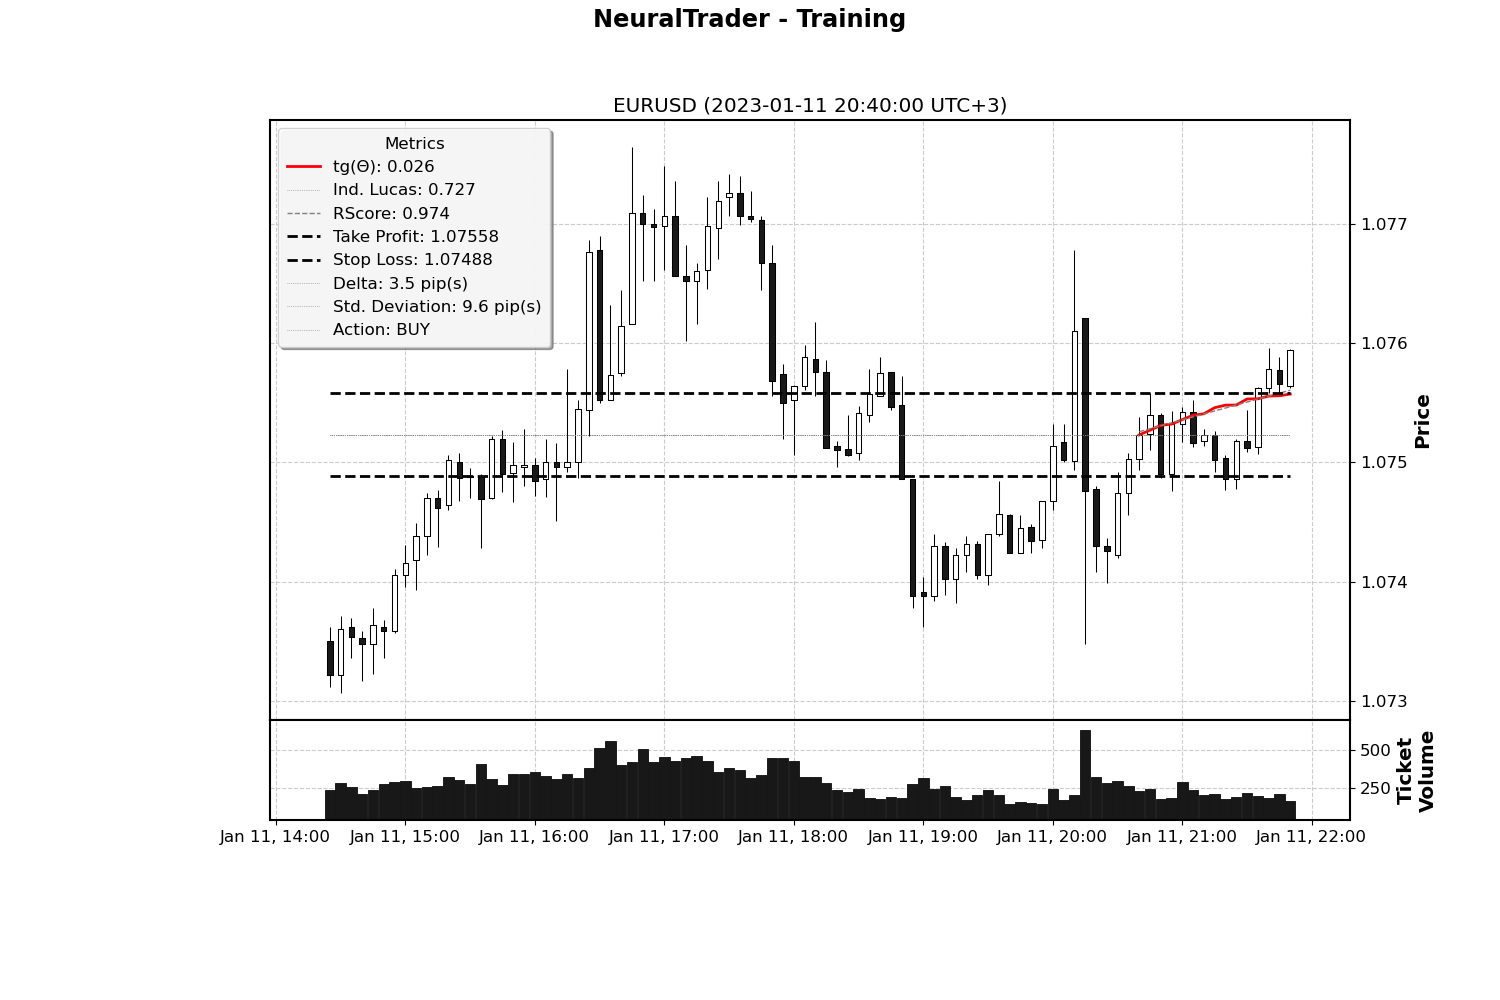 NeuralTrader - Training
EURUSD (2023-01-11 20:40:00 UTC+3)
Metrics
tg(Θ): 0.026
Ind. Lucas: 0.727
RScore: 0.974
Take Profit: 1.07558
Stop Loss: 1.07488
Delta: 3.5 pip(s)
Std. Deviation: 9.6 pip(s)
Action: BUY
1.077
1.076
1.075
1.074
1.073
Price
500
250
Ticket
Volume
Jan 11, 14:00 Jan 11, 15:00 Jan 11, 16:00 Jan 11, 17:00 Jan 11, 18:00 Jan 11, 19:00 Jan 11, 20:00 Jan 11, 21:00 Jan 11, 22:00